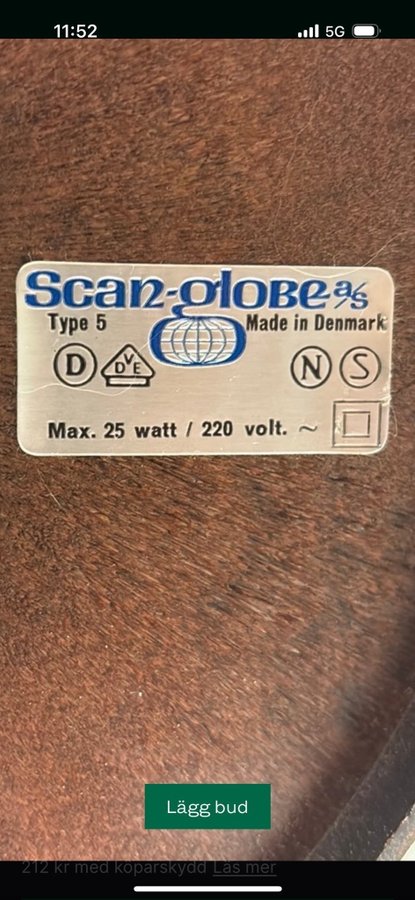 11:52
5G
Scan-globe a/s
Type 5
Made in Denmark
D
DVE
N
S
Max. 25 watt / 220 volt. ~
Lägg bud
212 kr med köparskydd Läs mer